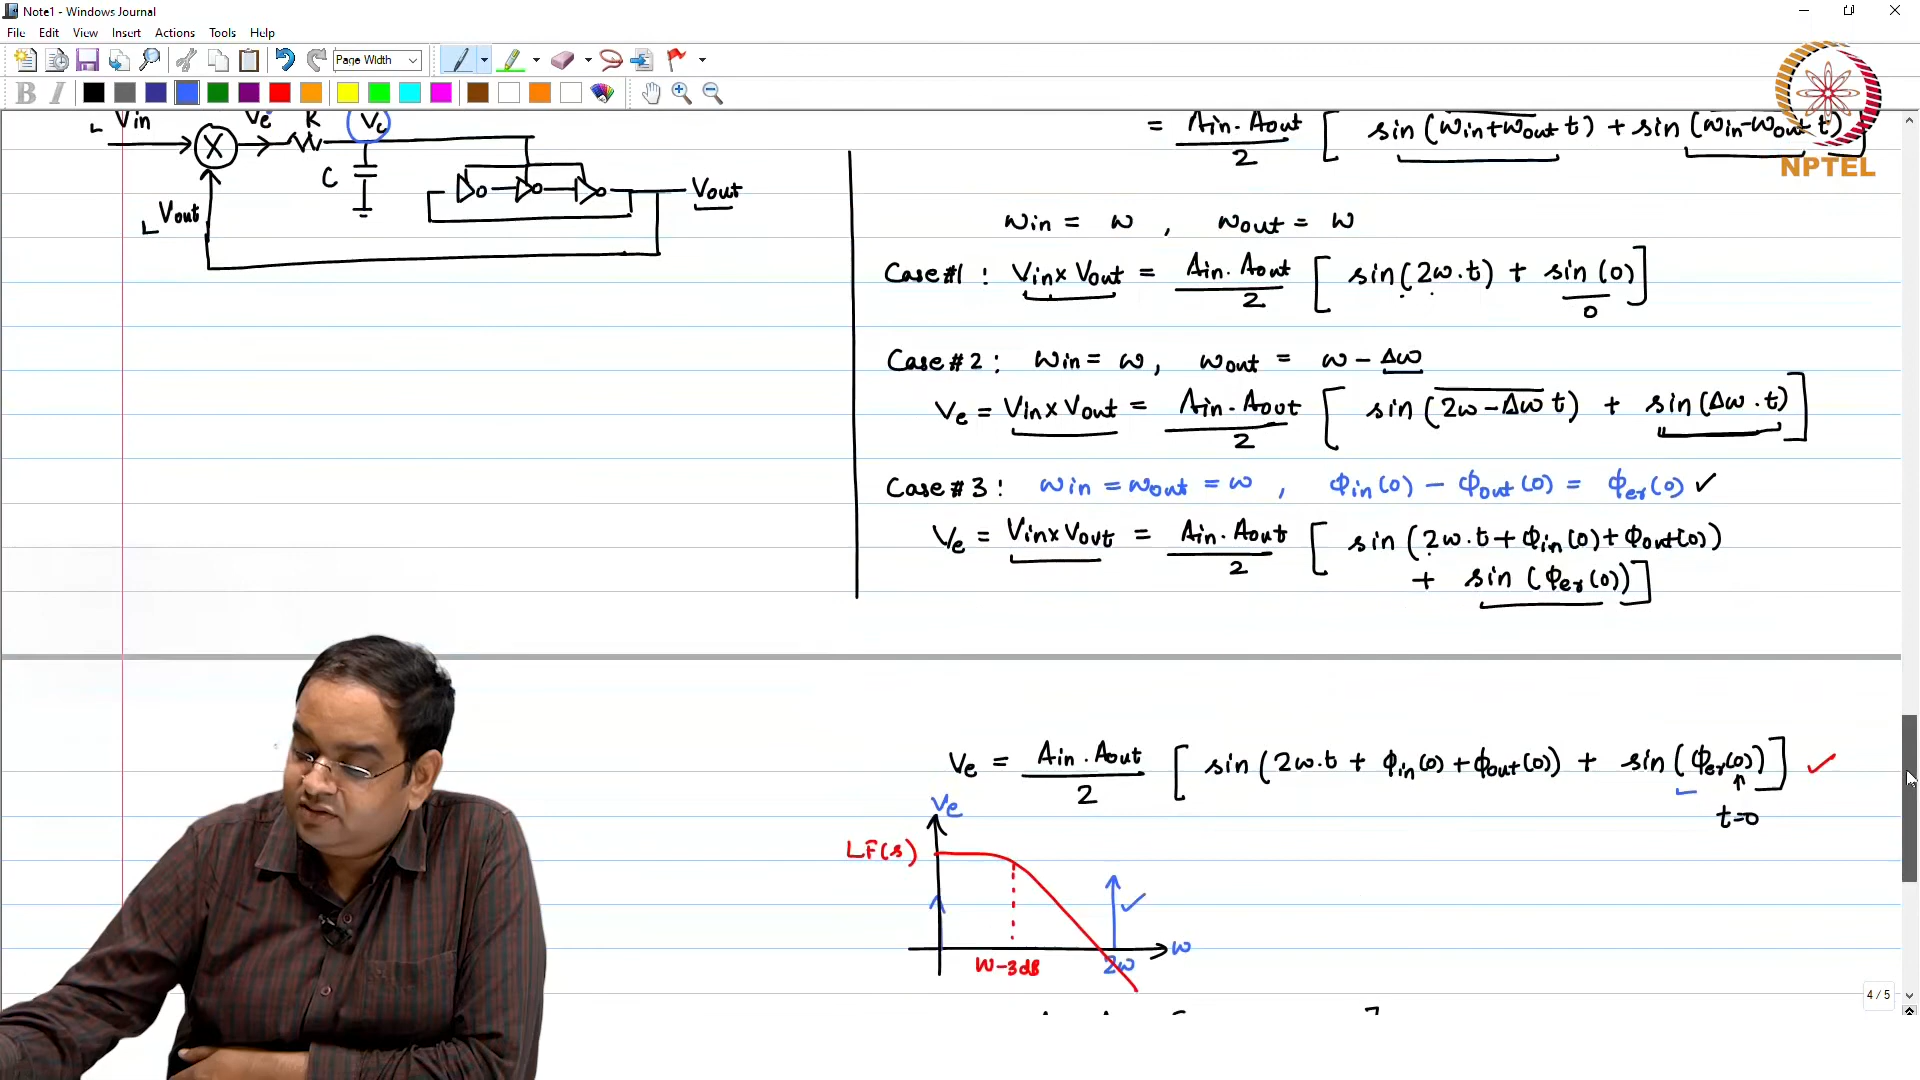 Note1 - Windows Journal
File Edit View Insert Actions Tools Help
Page Width
B I
NPTEL
Vin
Ve
R
Vc
X
C
Vout
Vout
= Ain. Aout / 2 [ sin(win+wout t) + sin(win-wout t) ]
win = w , wout = w
Case#1 : Vin x Vout = Ain. Aout / 2 [ sin(2w.t) + sin(0) ]
0
Case#2 : win = w, wout = w - Δw
Ve = Vin x Vout = Ain. Aout / 2 [ sin(2w-Δw t) + sin(Δw.t) ]
Case#3 : win = wout = w , ϕin(0) - ϕout(0) = ϕer(0) ✓
Ve = Vin x Vout = Ain. Aout / 2 [ sin(2w.t+ϕin(0)+ϕout(0))
+ sin(ϕer(0)) ]
Ve = Ain. Aout / 2 [ sin(2w.t + ϕin(0)+ϕout(0)) + sin(ϕer(0)) ] ✓
↑
t=0
Ve
LF(s)
w-3dB
2w
w
4 / 5